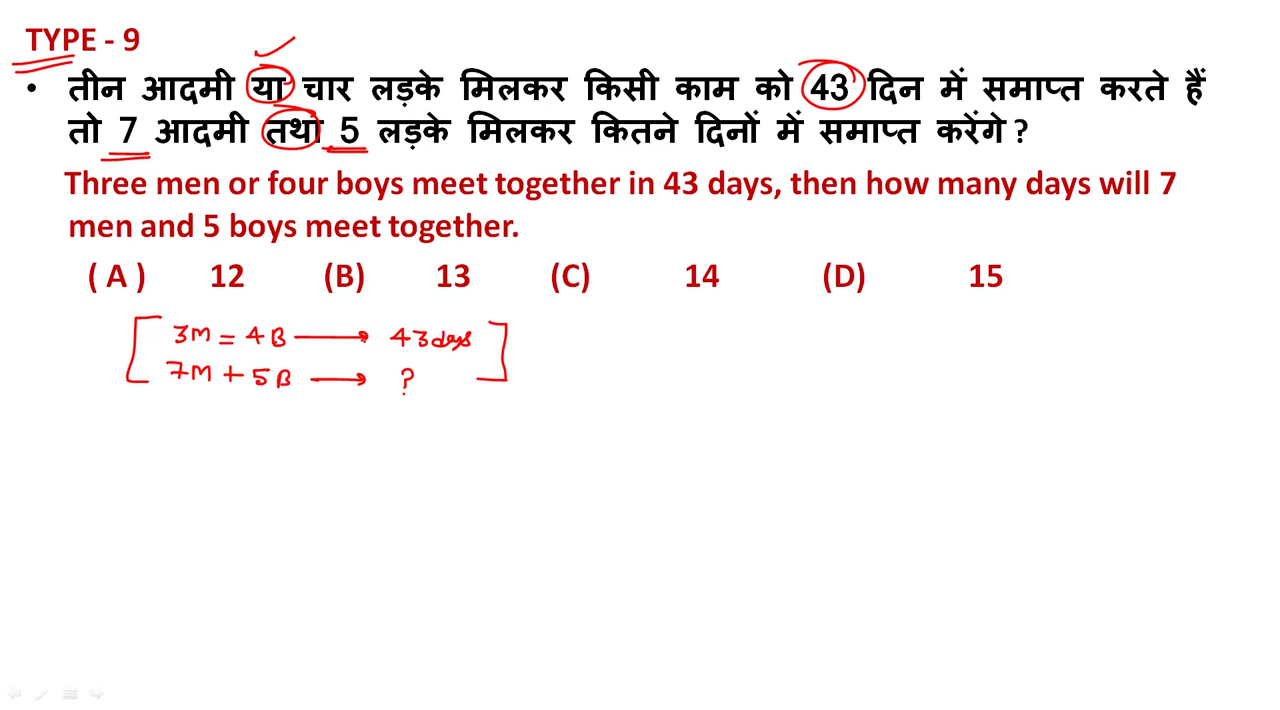 TYPE - 9
• तीन आदमी या चार लड़के मिलकर किसी काम को 43 दिन में समाप्त करते हैं
तो 7 आदमी तथा 5 लड़के मिलकर कितने दिनों में समाप्त करेंगे ?
Three men or four boys meet together in 43 days, then how many days will 7
men and 5 boys meet together.
( A ) 12 (B) 13 (C) 14 (D) 15
3M = 4B → 43 days
7M + 5B → ?